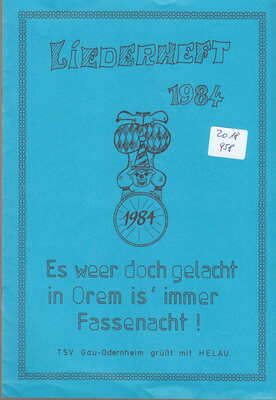 LIEDERHEFT
1984
2018
958
1984
Es weer doch gelacht
in Orem is' immer
Fassenacht!
TSV Gau-Odernheim grüßt mit HELAU